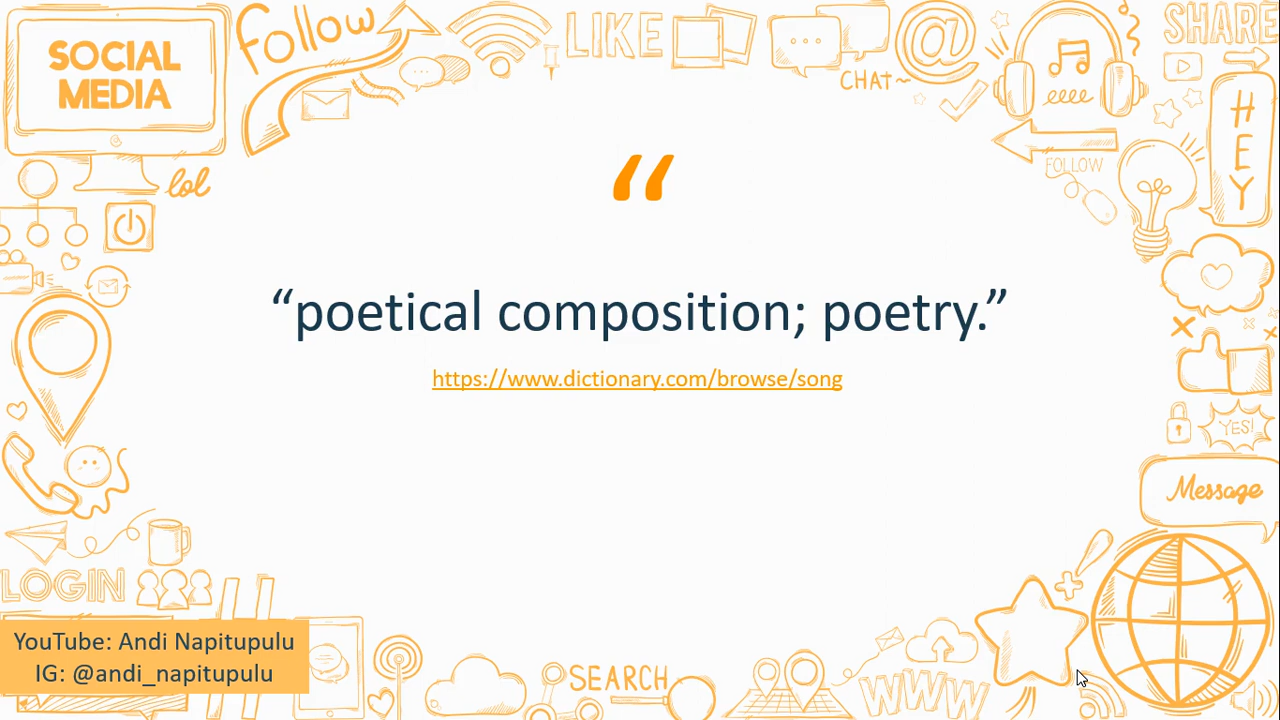 SOCIAL
MEDIA
Follow
LIKE
CHAT~
@
SHARE
HEY
FOLLOW
lol
“
“poetical composition; poetry.”
https://www.dictionary.com/browse/song
YES!
Message
LOGIN
#
YouTube: Andi Napitupulu
IG: @andi_napitupulu
SEARCH
WWW